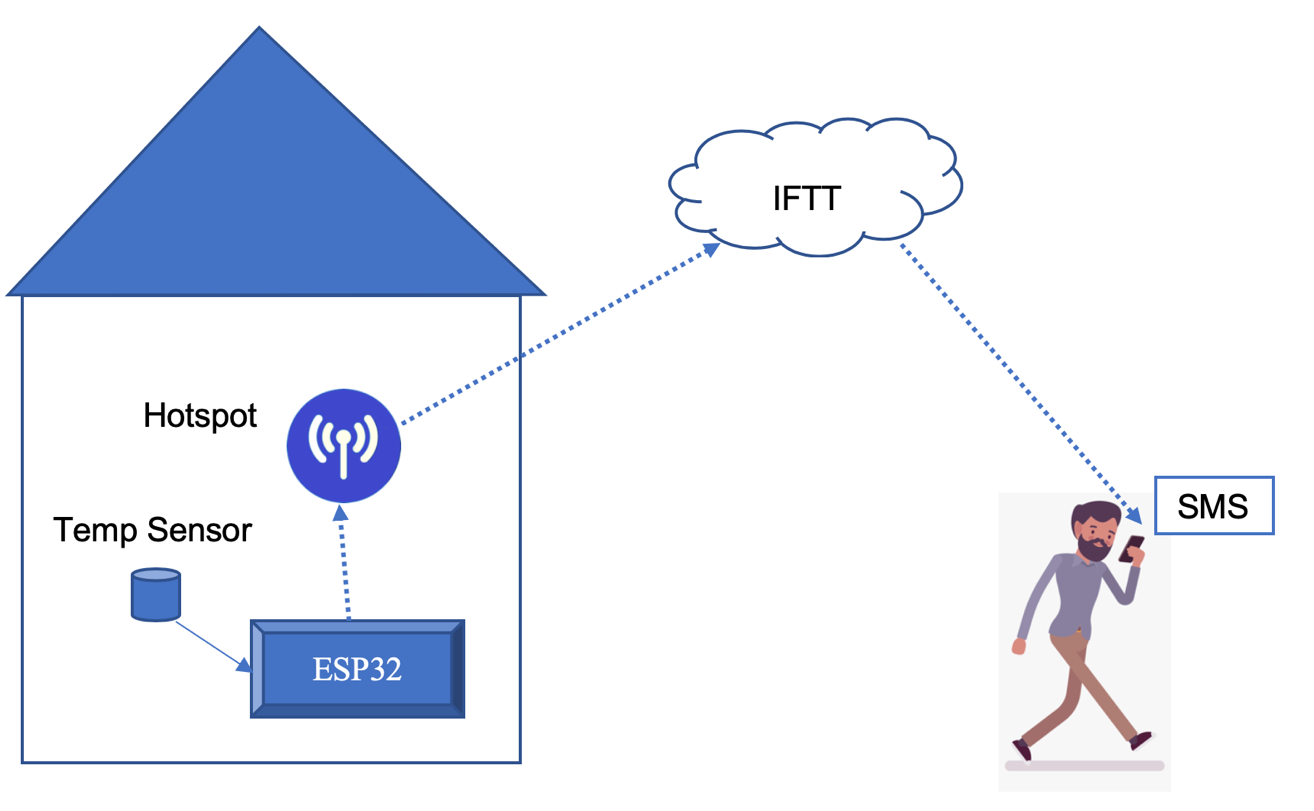 IFTT
Hotspot
SMS
Temp Sensor
ESP32